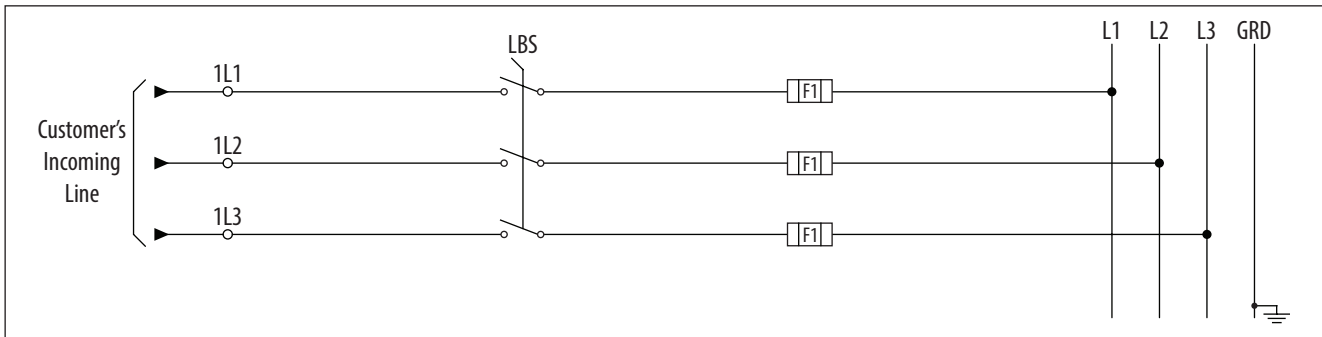 L1 L2 L3 GRD
LBS
1L1
F1
Customer's
Incoming
Line
1L2
F1
1L3
F1